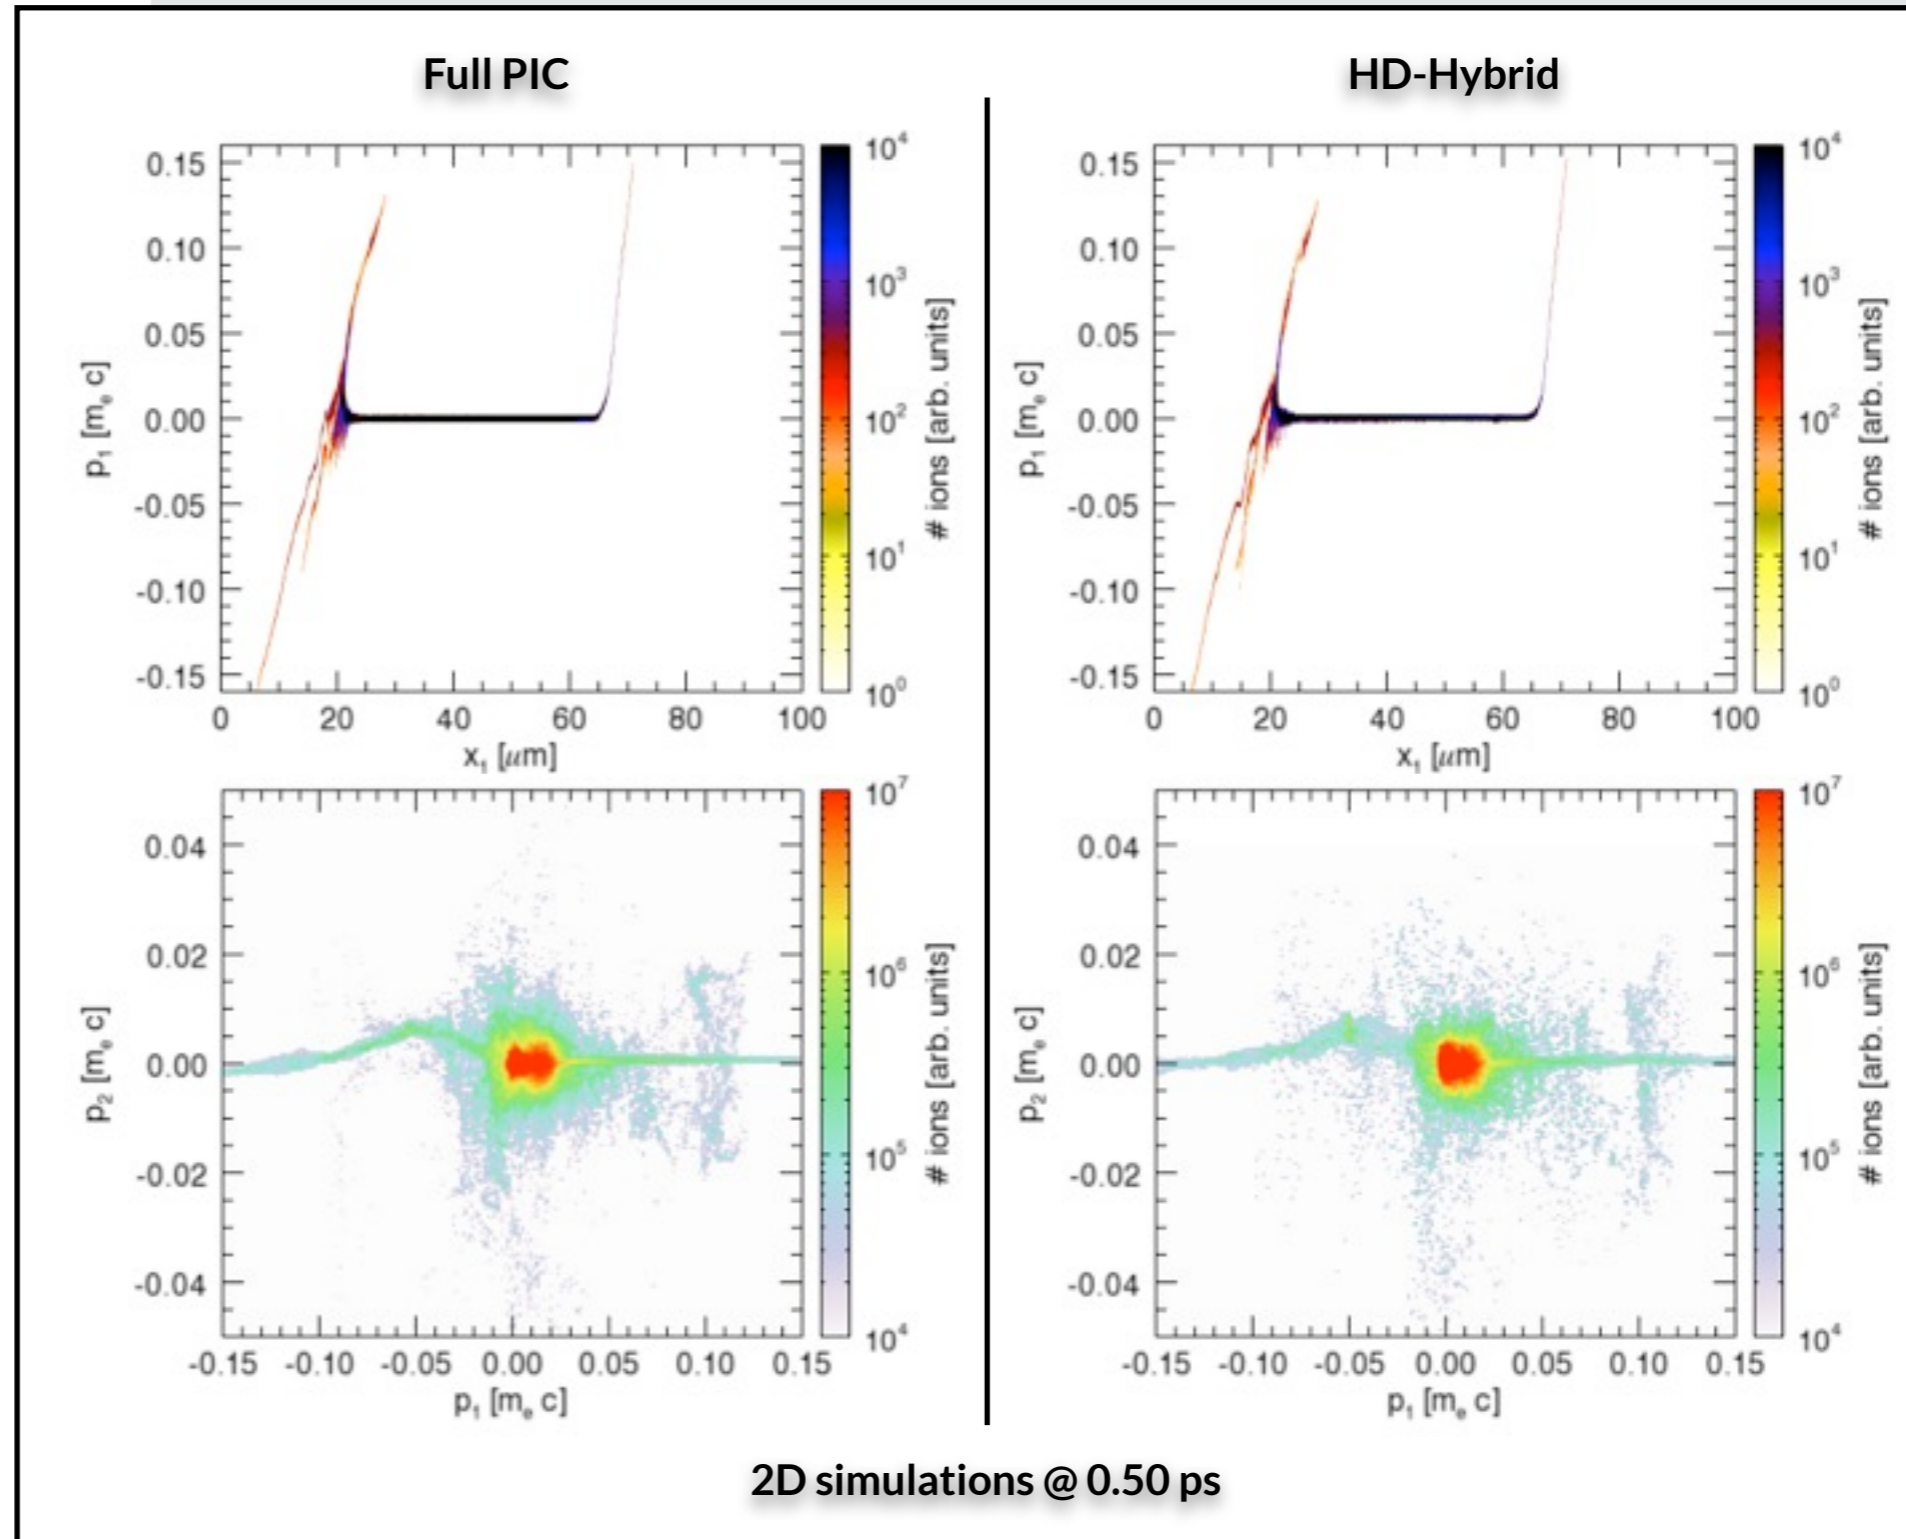 Full PIC
HD-Hybrid
0.15
0.10
0.05
0.00
-0.05
-0.10
-0.15
p₁ [mₑ c]
0 20 40 60 80 100
x₁ [μm]
10⁴
10³
10²
10¹
10⁰
# ions [arb. units]
0.15
0.10
0.05
0.00
-0.05
-0.10
-0.15
p₁ [mₑ c]
0 20 40 60 80 100
x₁ [μm]
10⁴
10³
10²
10¹
10⁰
# ions [arb. units]
0.04
0.02
0.00
-0.02
-0.04
p₂ [mₑ c]
-0.15 -0.10 -0.05 0.00 0.05 0.10 0.15
p₁ [mₑ c]
10⁷
10⁶
10⁵
10⁴
# ions [arb. units]
0.04
0.02
0.00
-0.02
-0.04
p₂ [mₑ c]
-0.15 -0.10 -0.05 0.00 0.05 0.10 0.15
p₁ [mₑ c]
10⁷
10⁶
10⁵
10⁴
# ions [arb. units]
2D simulations @ 0.50 ps